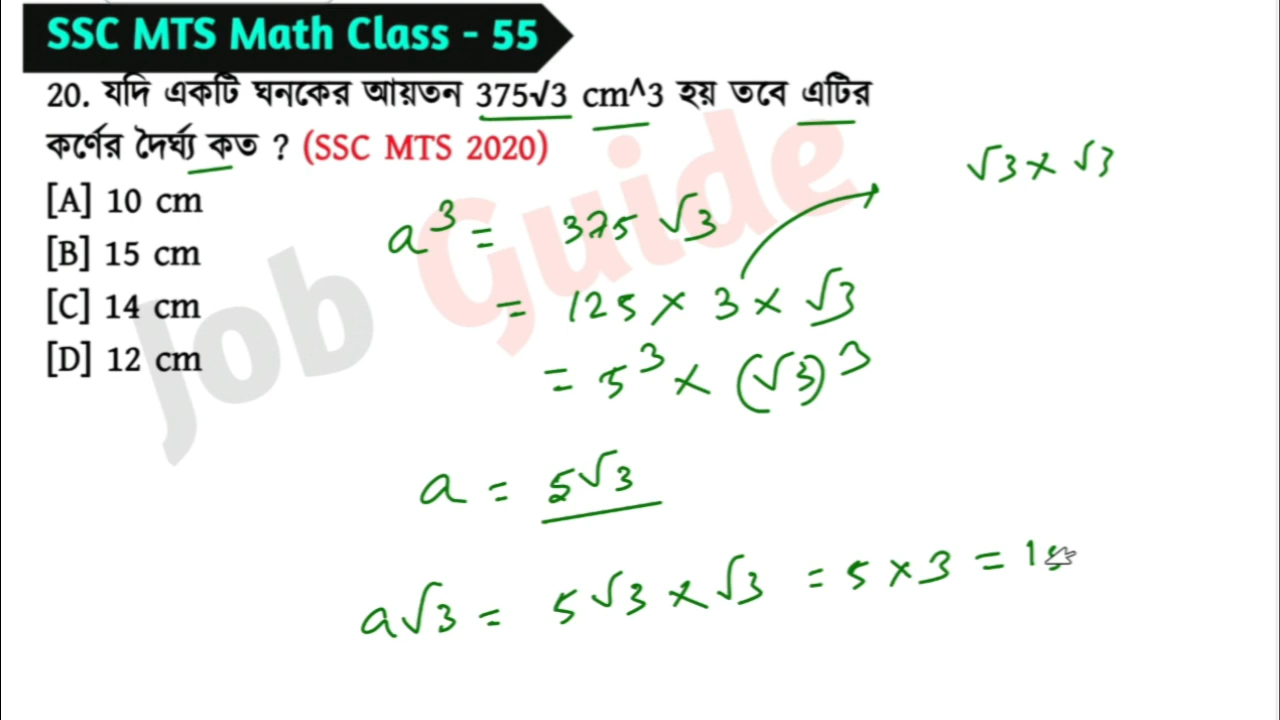 SSC MTS Math Class - 55
20. যদি একটি ঘনকের আয়তন 375√3 cm^3 হয় তবে এটির
কর্ণের দৈর্ঘ্য কত ? (SSC MTS 2020)
[A] 10 cm
[B] 15 cm
[C] 14 cm
[D] 12 cm
Job Guide
√3 × √3
a³ = 375 √3
= 125 × 3 × √3
= 5³ × (√3)³
a = 5√3
a√3 = 5√3 × √3 = 5 × 3 = 15